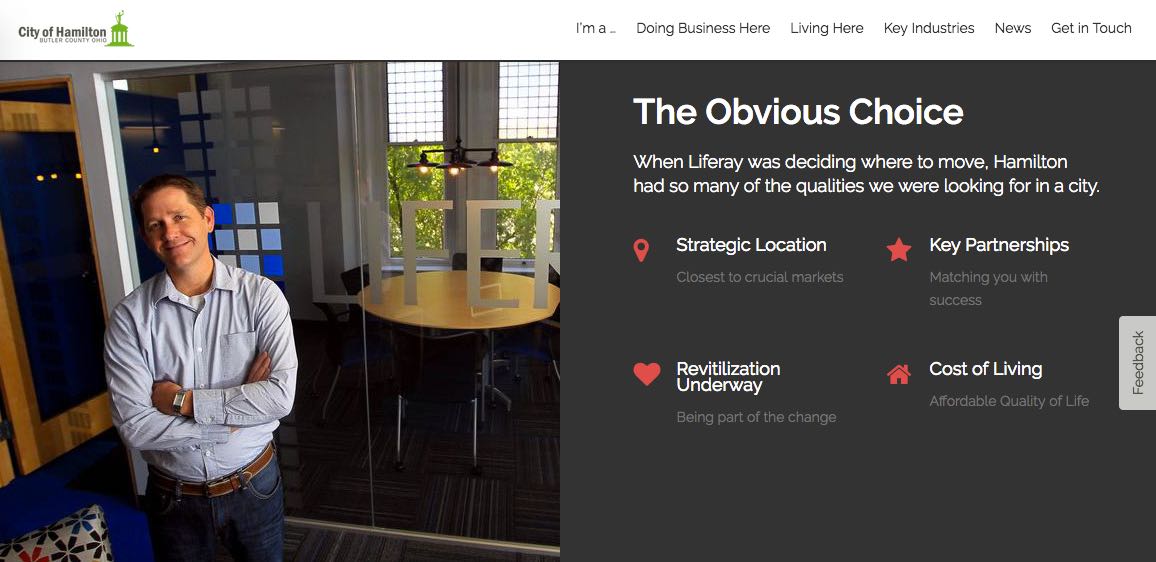 City of Hamilton
BUTLER COUNTY OHIO
I'm a ... Doing Business Here Living Here Key Industries News Get in Touch
The Obvious Choice
When Liferay was deciding where to move, Hamilton
had so many of the qualities we were looking for in a city.
LIFER
Strategic Location
Closest to crucial markets
Key Partnerships
Matching you with
success
Revitilization
Underway
Being part of the change
Cost of Living
Affordable Quality of Life
Feedback